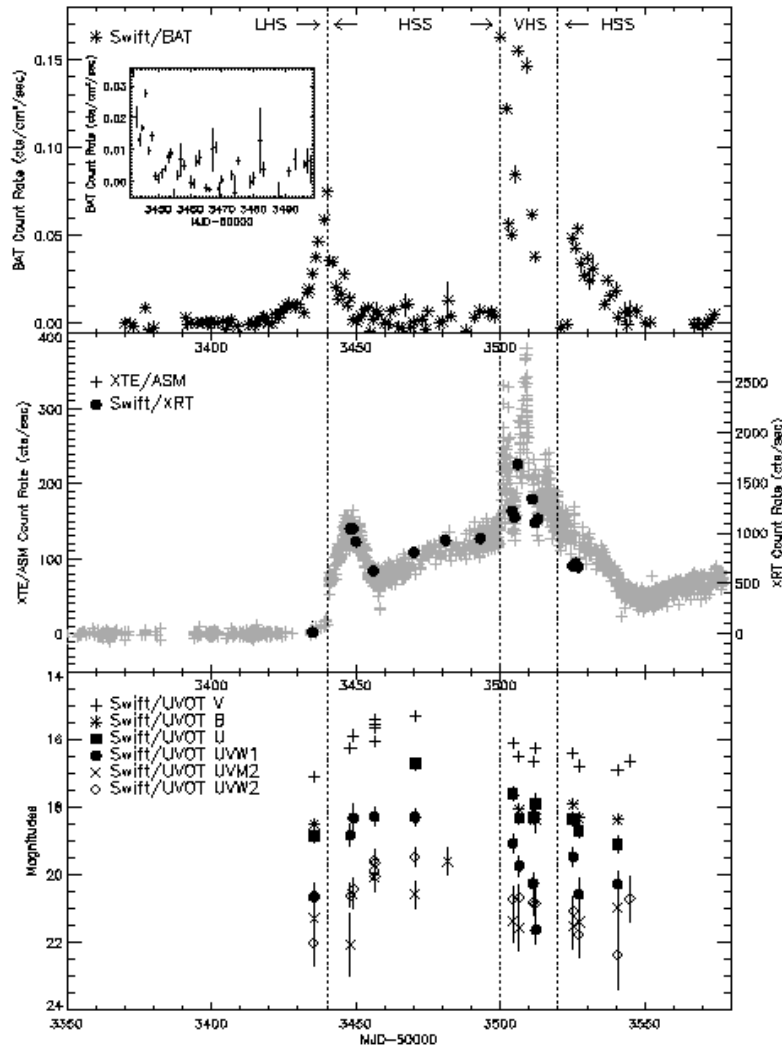 LHS → ← HSS → VHS ← HSS
✳ Swift/BAT
BAT Count Rate (cts/cm²/sec)
0.15
0.10
0.05
0.00
BAT Count Rate (cts/cm²/sec)
0.03
0.02
0.01
0.00
3450 3460 3470 3480 3490
MJD-50000
3400 3450 3500 3550
+ XTE/ASM
● Swift/XRT
XTE/ASM Count Rate (cts/sec)
400
300
200
100
0
XRT Count Rate (cts/sec)
2500
2000
1500
1000
500
0
3400 3450 3500 3550
+ Swift/UVOT V
✳ Swift/UVOT B
■ Swift/UVOT U
● Swift/UVOT UVW1
× Swift/UVOT UVM2
◇ Swift/UVOT UVW2
Magnitudes
14
16
18
20
22
24
3350 3400 3450 3500 3550
MJD-50000